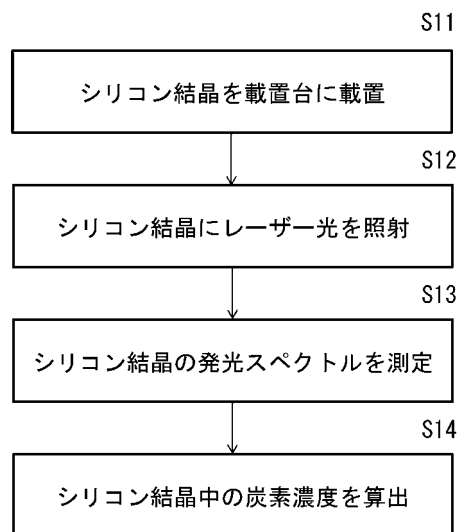 S11
シリコン結晶を載置台に載置
S12
シリコン結晶にレーザー光を照射
S13
シリコン結晶の発光スペクトルを測定
S14
シリコン結晶中の炭素濃度を算出